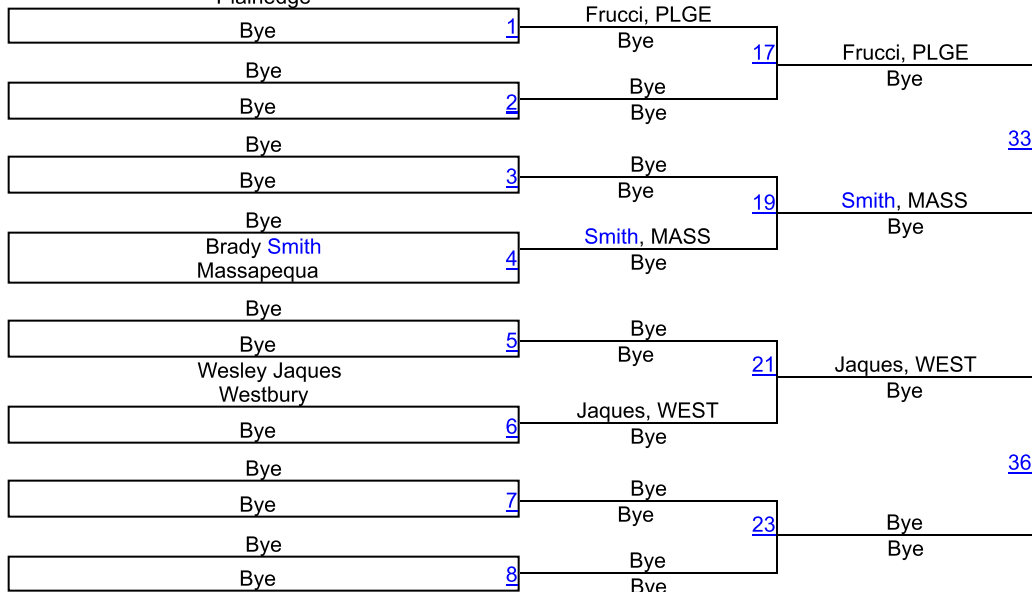 Plainedge
Bye
1
Bye
Bye
2
Bye
Bye
3
Bye
Brady Smith
Massapequa
4
Bye
Bye
5
Wesley Jaques
Westbury
Bye
6
Bye
Bye
7
Bye
Bye
8
Frucci, PLGE
Bye
17
Bye
Bye
Bye
Bye
19
Smith, MASS
Bye
Bye
Bye
21
Jaques, WEST
Bye
Bye
Bye
23
Bye
Bye
Frucci, PLGE
Bye
33
Smith, MASS
Bye
Jaques, WEST
Bye
36
Bye
Bye